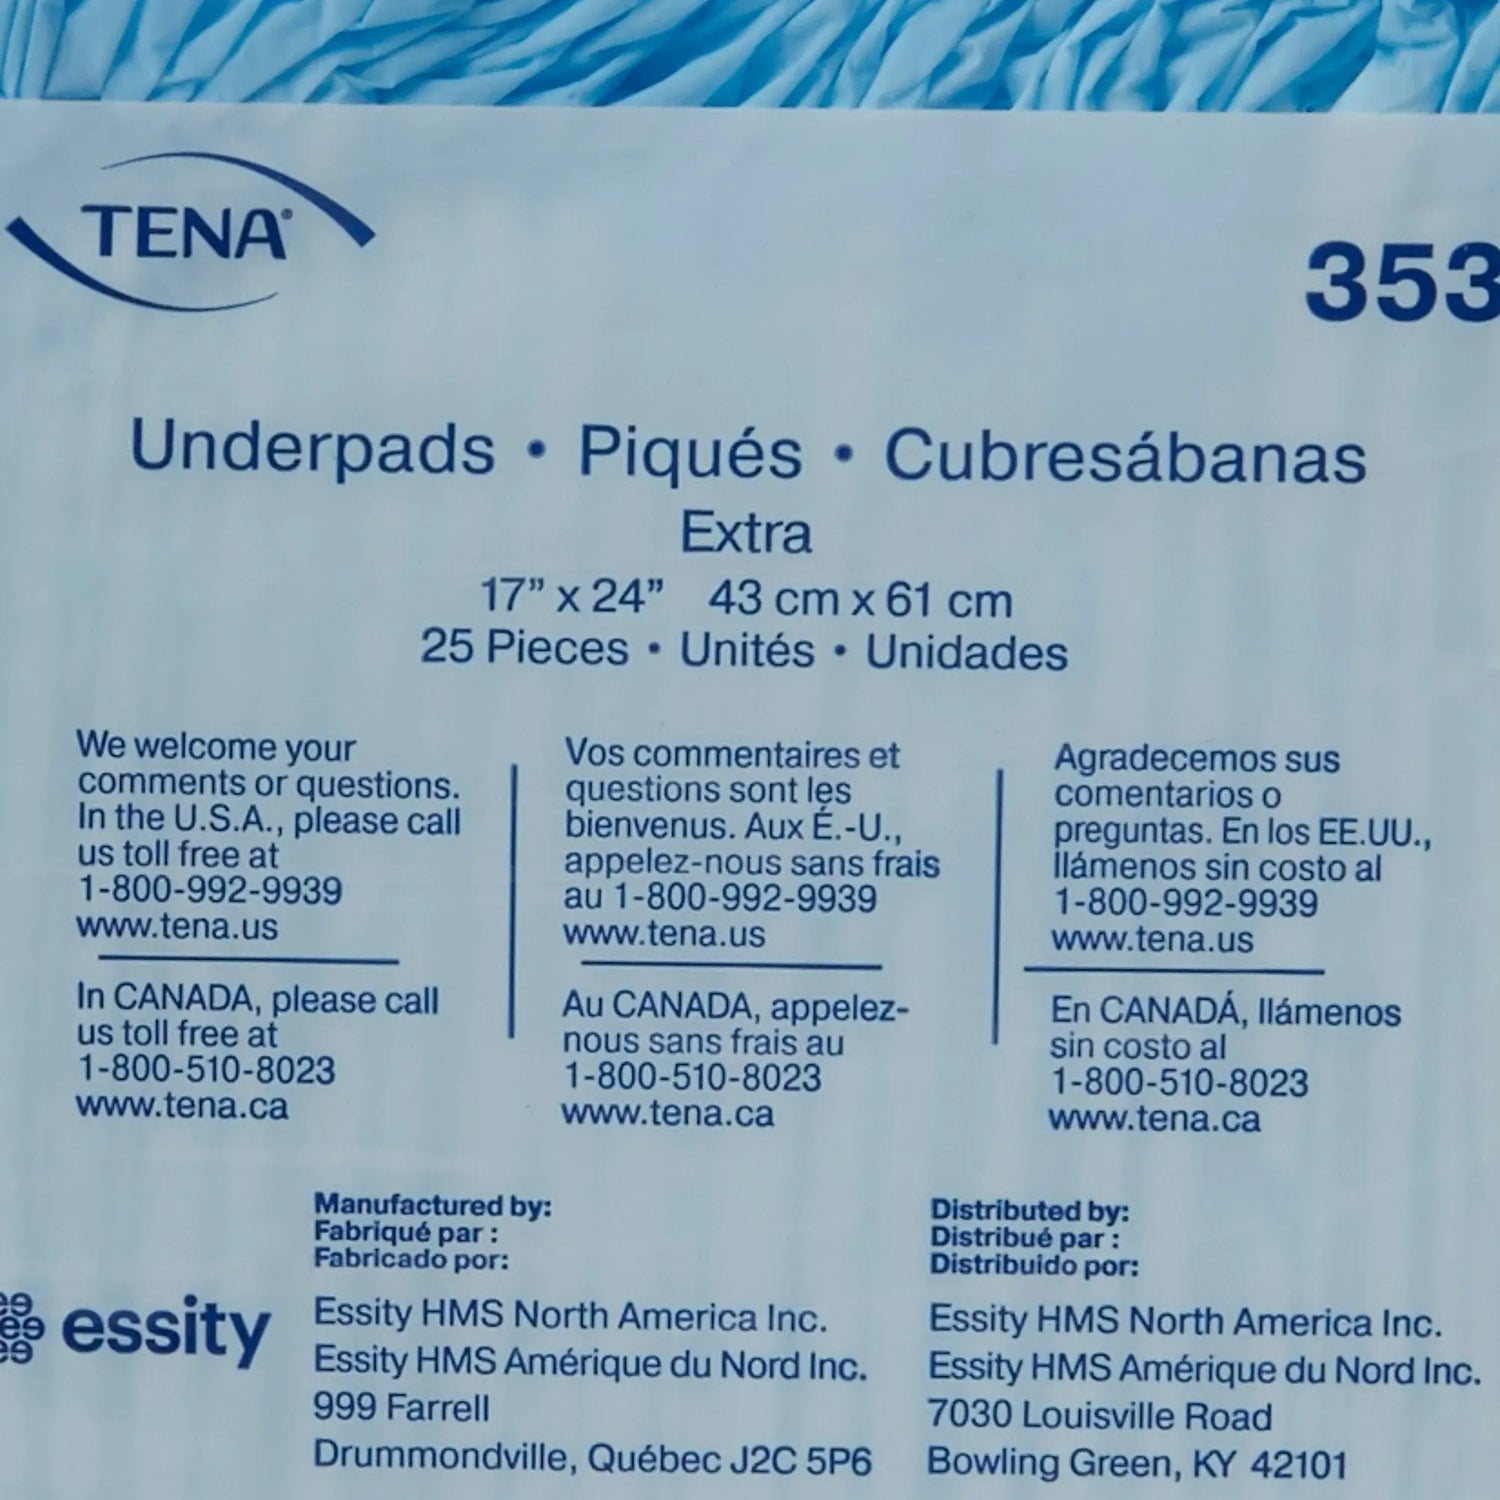 TENA®
353
Underpads • Piqués • Cubresábanas
Extra
17” x 24” 43 cm x 61 cm
25 Pieces • Unités • Unidades
We welcome your
comments or questions.
In the U.S.A., please call
us toll free at
1-800-992-9939
www.tena.us
In CANADA, please call
us toll free at
1-800-510-8023
www.tena.ca
Vos commentaires et
questions sont les
bienvenus. Aux É.-U.,
appelez-nous sans frais
au 1-800-992-9939
www.tena.us
Au CANADA, appelez-
nous sans frais au
1-800-510-8023
www.tena.ca
Agradecemos sus
comentarios o
preguntas. En los EE.UU.,
llámenos sin costo al
1-800-992-9939
www.tena.us
En CANADÁ, llámenos
sin costo al
1-800-510-8023
www.tena.ca
essity
Manufactured by:
Fabriqué par :
Fabricado por:
Essity HMS North America Inc.
Essity HMS Amérique du Nord Inc.
999 Farrell
Drummondville, Québec J2C 5P6
Distributed by:
Distribué par :
Distribuido por:
Essity HMS North America Inc.
Essity HMS Amérique du Nord Inc.
7030 Louisville Road
Bowling Green, KY 42101